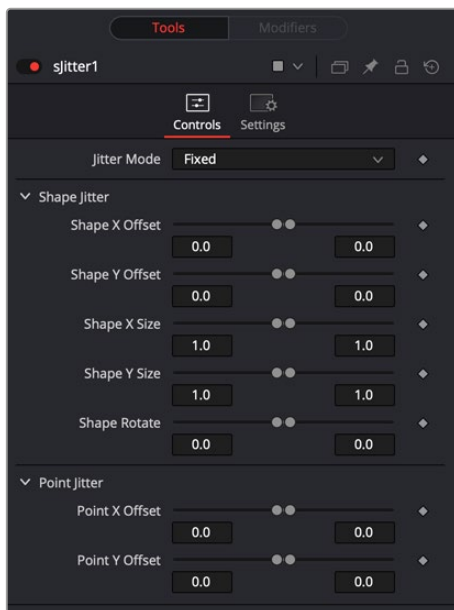 Tools Modifiers
sJitter1
Controls Settings
Jitter Mode Fixed
Shape Jitter
Shape X Offset
0.0 0.0
Shape Y Offset
0.0 0.0
Shape X Size
1.0 1.0
Shape Y Size
1.0 1.0
Shape Rotate
0.0 0.0
Point Jitter
Point X Offset
0.0 0.0
Point Y Offset
0.0 0.0